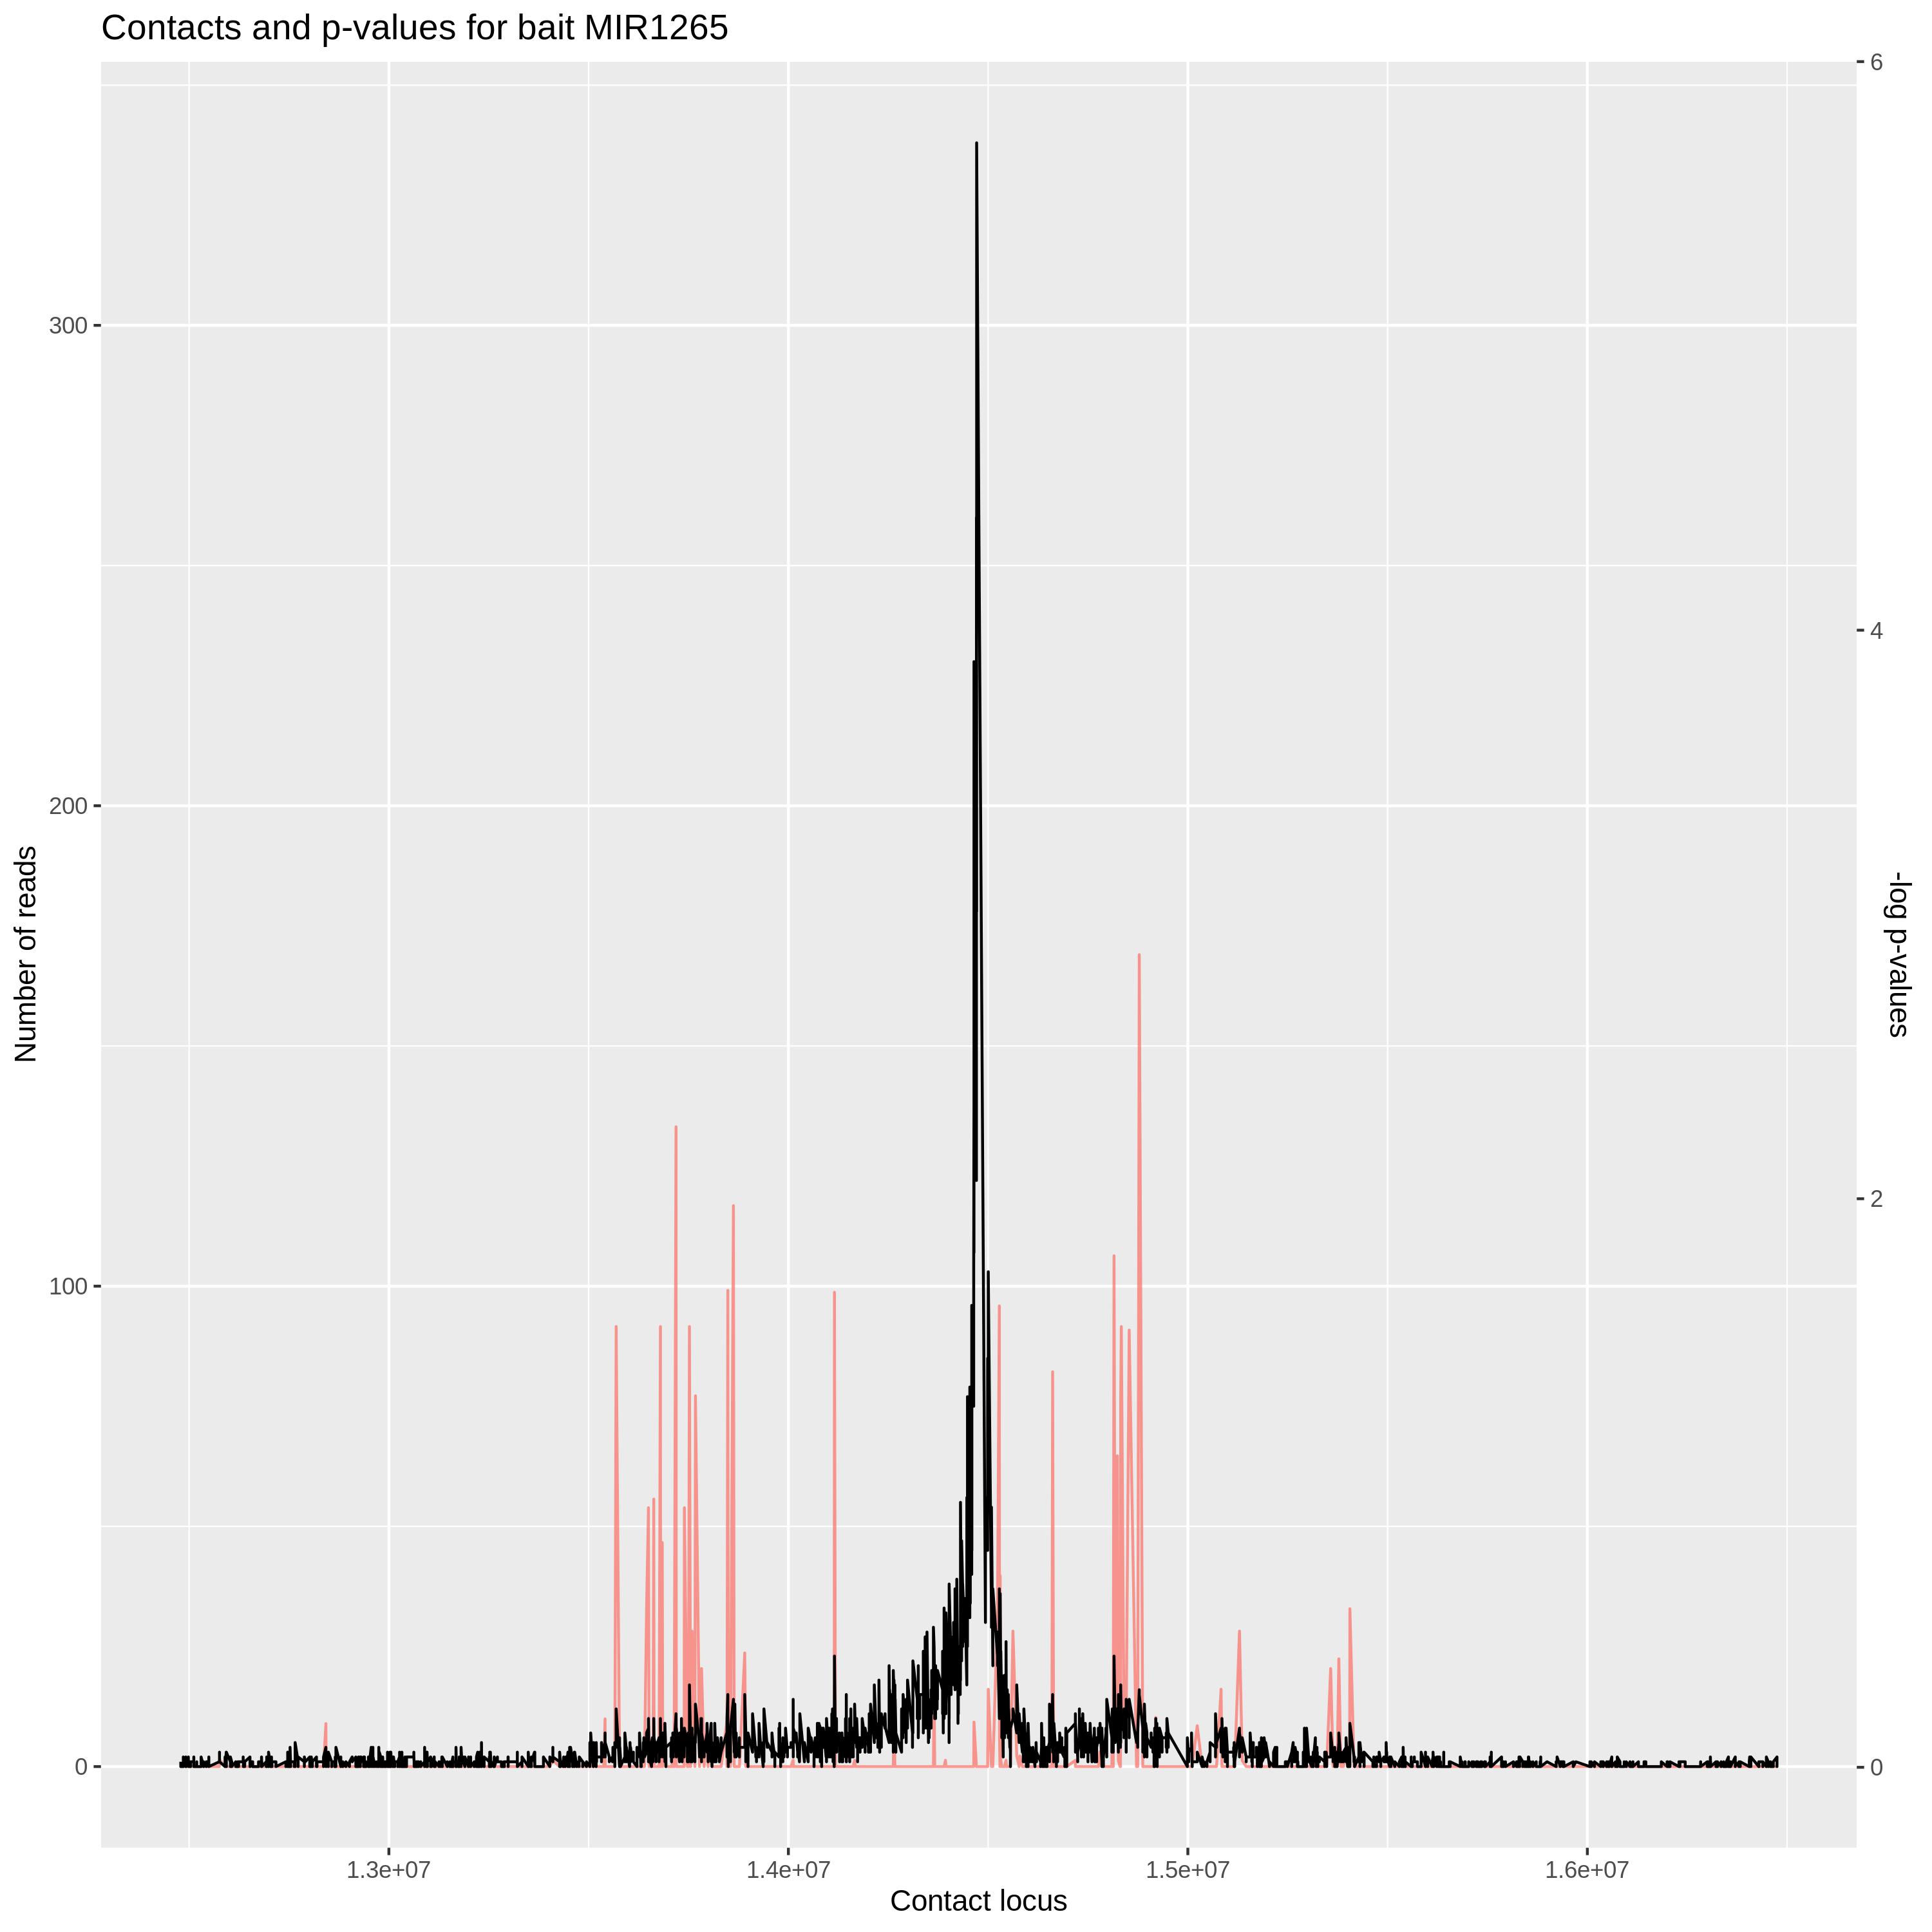 Contacts and p-values for bait MIR1265
Number of reads
300
200
100
0
6
4
2
0
-log p-values
1.3e+07
1.4e+07
1.5e+07
1.6e+07
Contact locus